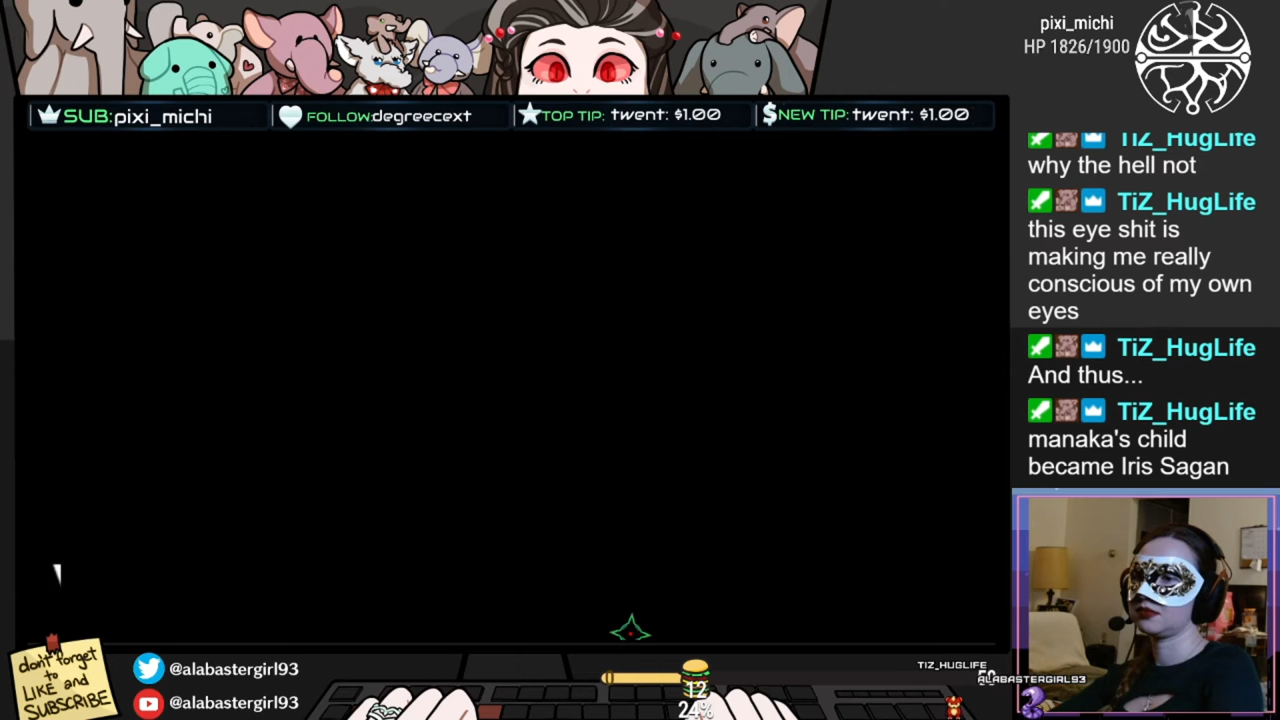 pixi_michi
HP 1826/1900
SUB:pixi_michi
FOLLOW:degreecext
TOP TIP: twent: $1.00
NEW TIP:twent: $1.00
TiZ_HugLife
why the hell not
TiZ_HugLife
this eye shit is
making me really
conscious of my own
eyes
TiZ_HugLife
And thus...
TiZ_HugLife
manaka's child
became Iris Sagan
don't forget
to
LIKE and
SUBSCRIBE
@alabastergirl93
@alabastergirl93
12
24%
TIZ_HUGLIFE
ALABASTERGIRL93